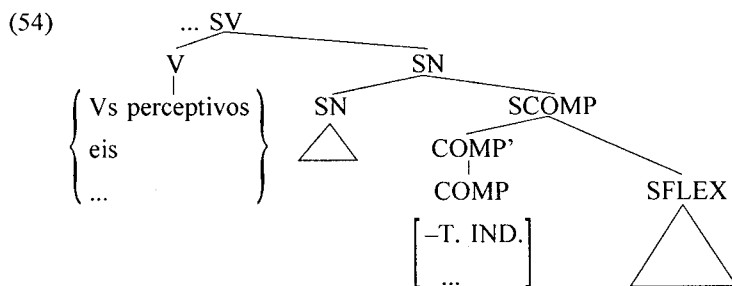 (54) ... SV
V SN
Vs perceptivos SN SCOMP
eis COMP’
... COMP SFLEX
–T. IND.
...